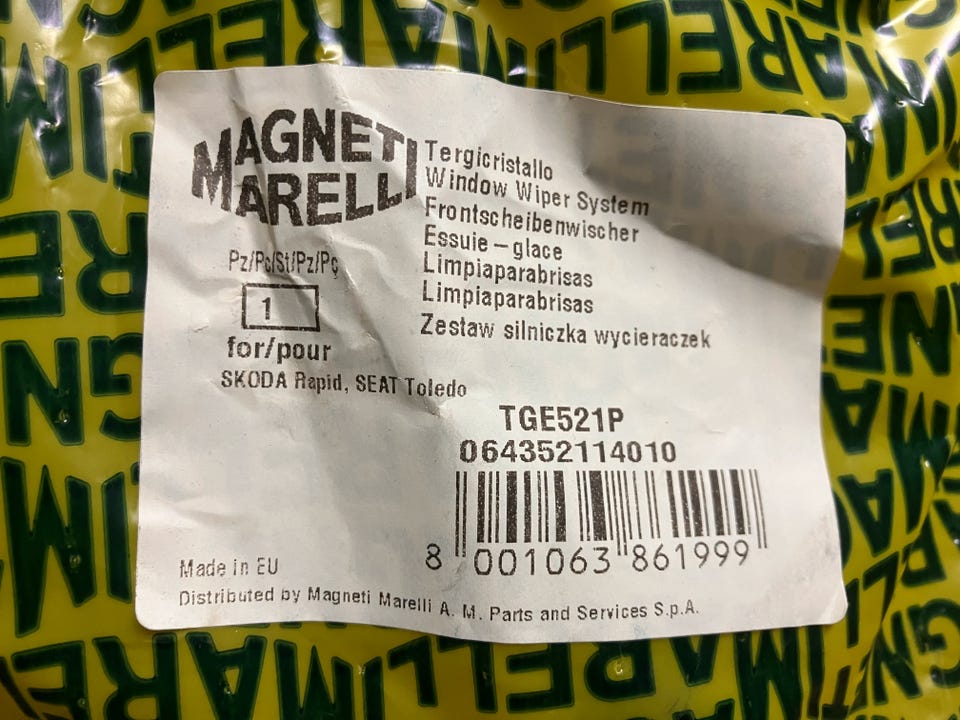 MAGNETI
MARELLI
Tergicristallo
Window Wiper System
Frontscheibenwischer
Essuie-glace
Limpiaparabrisas
Limpiaparabrisas
Zestaw silniczka wycieraczek
Pz/Pc/St/Pz/Pç
1
for/pour
SKODA Rapid, SEAT Toledo
TGE521P
064352114010
8 001063 861999
Made in EU
Distributed by Magneti Marelli A. M. Parts and Services S.p.A.